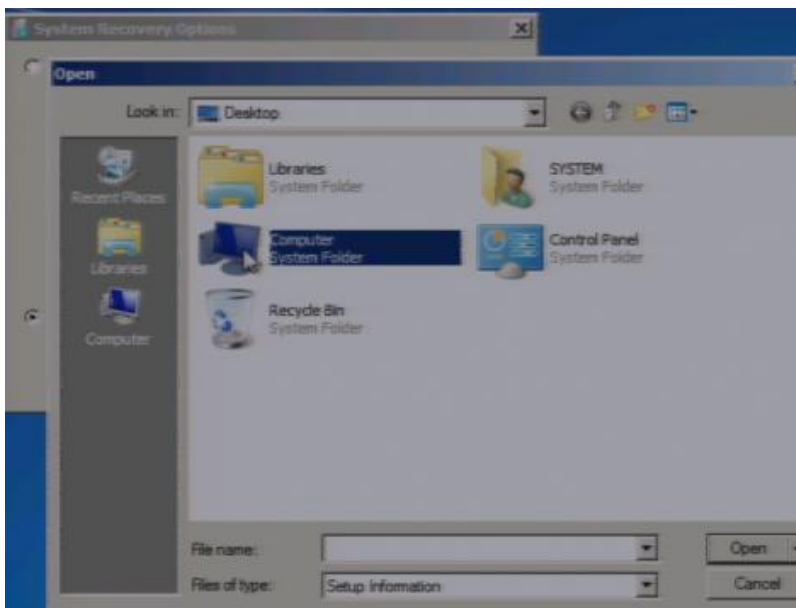 System Recovery Options
Open
Look in:
Desktop
Recent Places
Libraries
Computer
Libraries
System Folder
SYSTEM
System Folder
Computer
System Folder
Control Panel
System Folder
Recycle Bin
System Folder
File name:
Open
Files of type:
Setup Information
Cancel